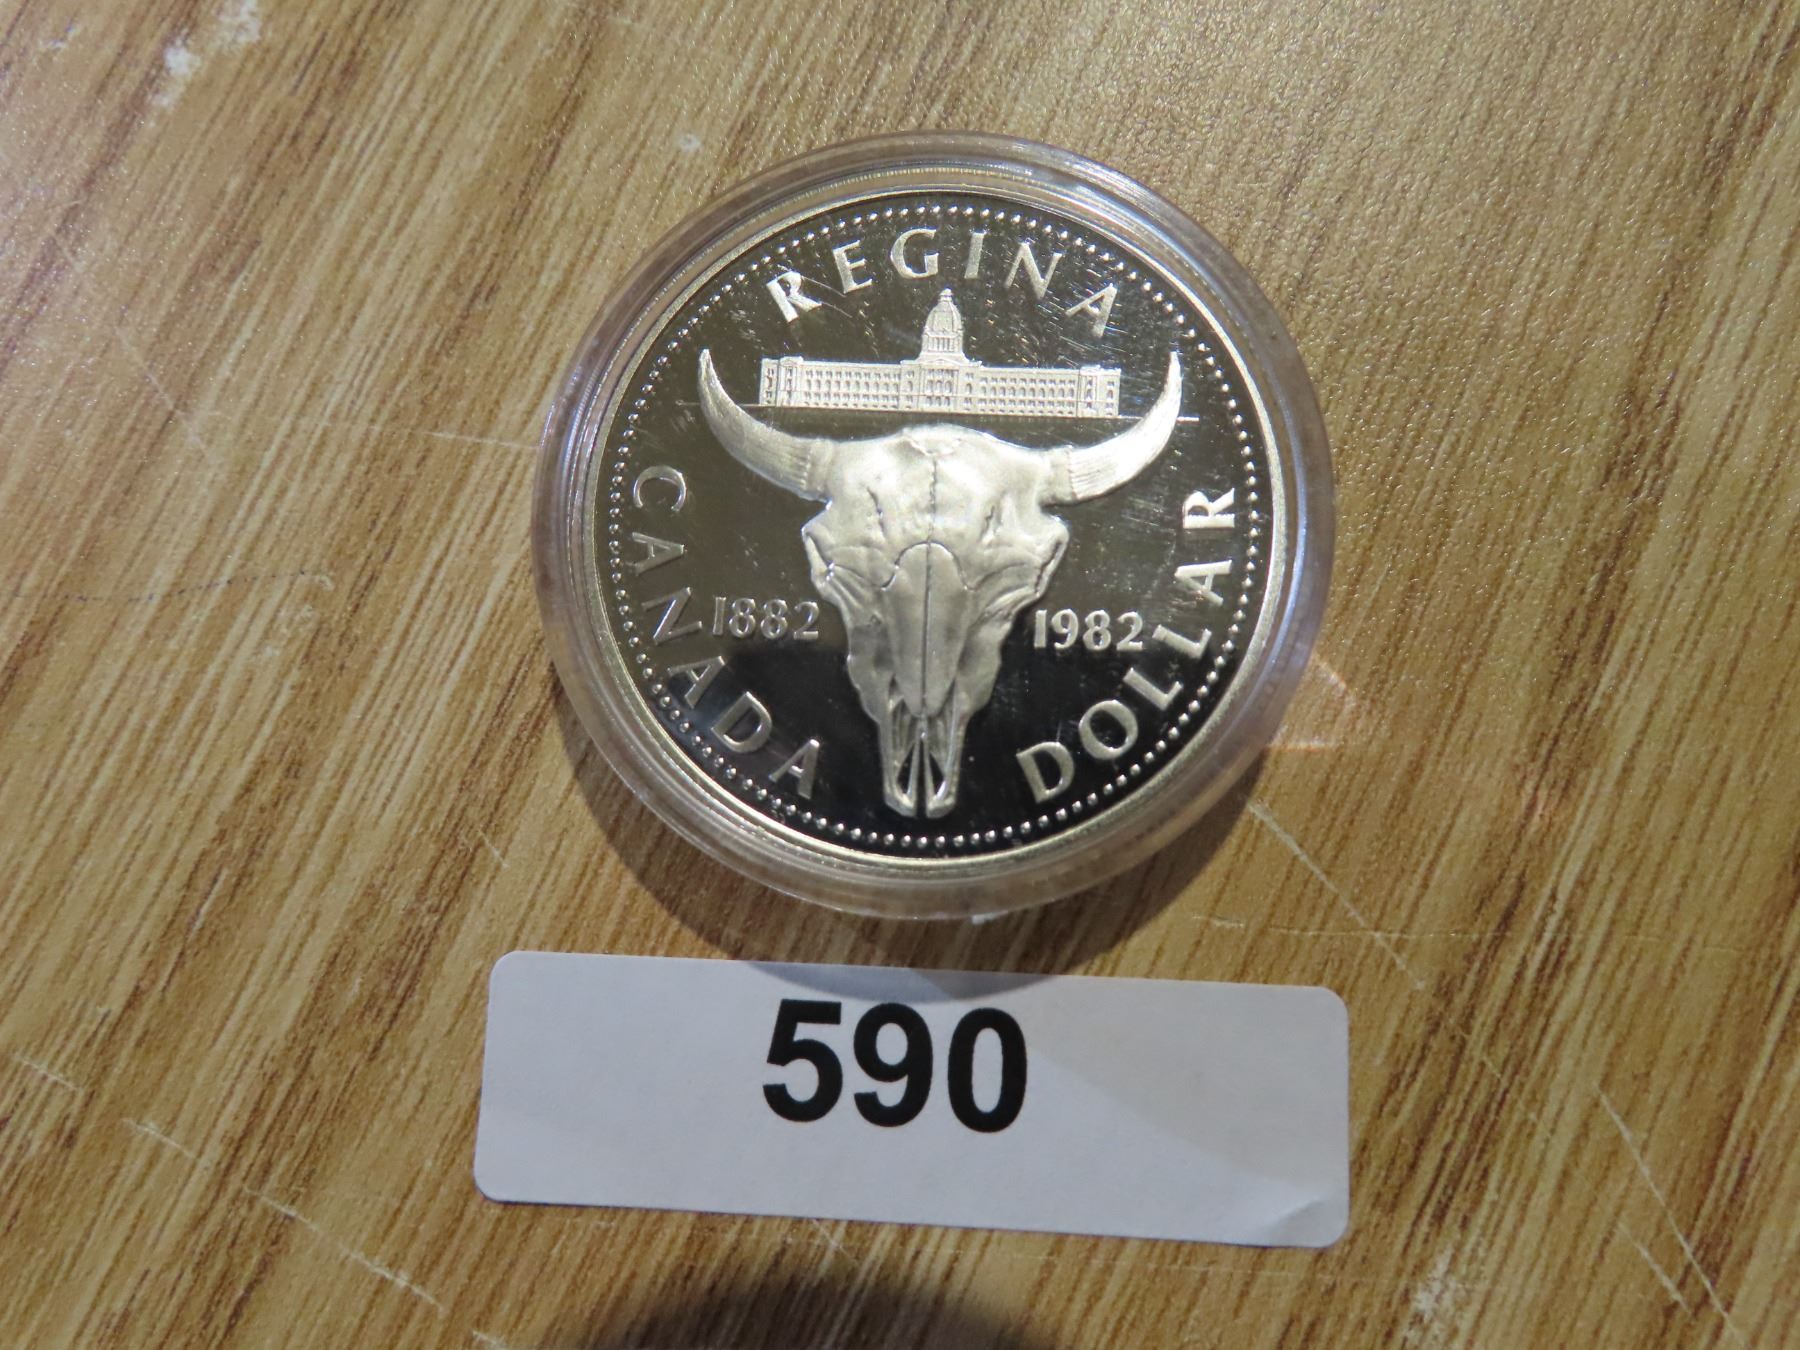 REGINA
CANADA
1882
1982
DOLLAR
590